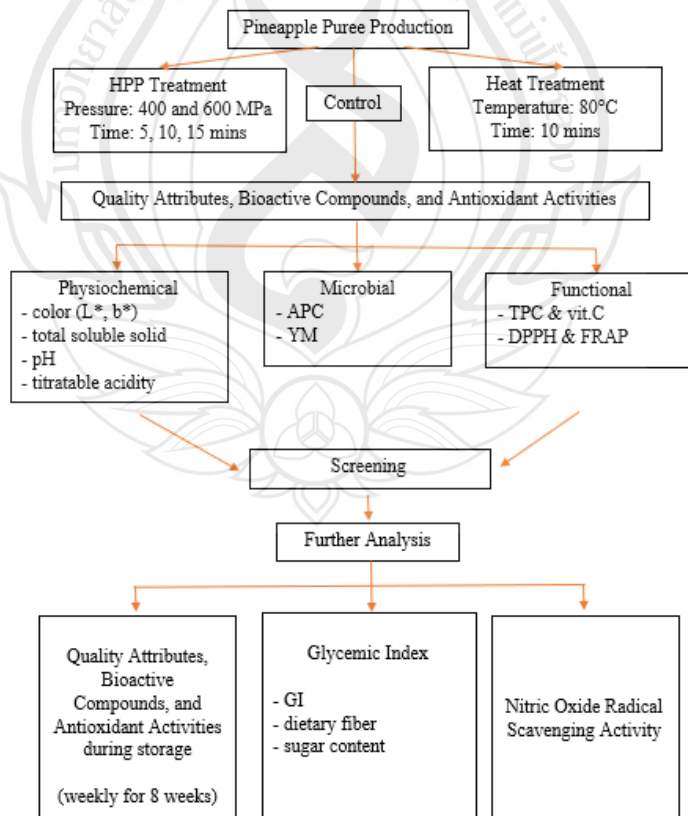 Pineapple Puree Production
HPP Treatment
Pressure: 400 and 600 MPa
Time: 5, 10, 15 mins
Control
Heat Treatment
Temperature: 80°C
Time: 10 mins
Quality Attributes, Bioactive Compounds, and Antioxidant Activities
Physiochemical
- color (L*, b*)
- total soluble solid
- pH
- titratable acidity
Microbial
- APC
- YM
Functional
- TPC & vit.C
- DPPH & FRAP
Screening
Further Analysis
Quality Attributes,
Bioactive
Compounds, and
Antioxidant Activities
during storage
(weekly for 8 weeks)
Glycemic Index
- GI
- dietary fiber
- sugar content
Nitric Oxide Radical
Scavenging Activity